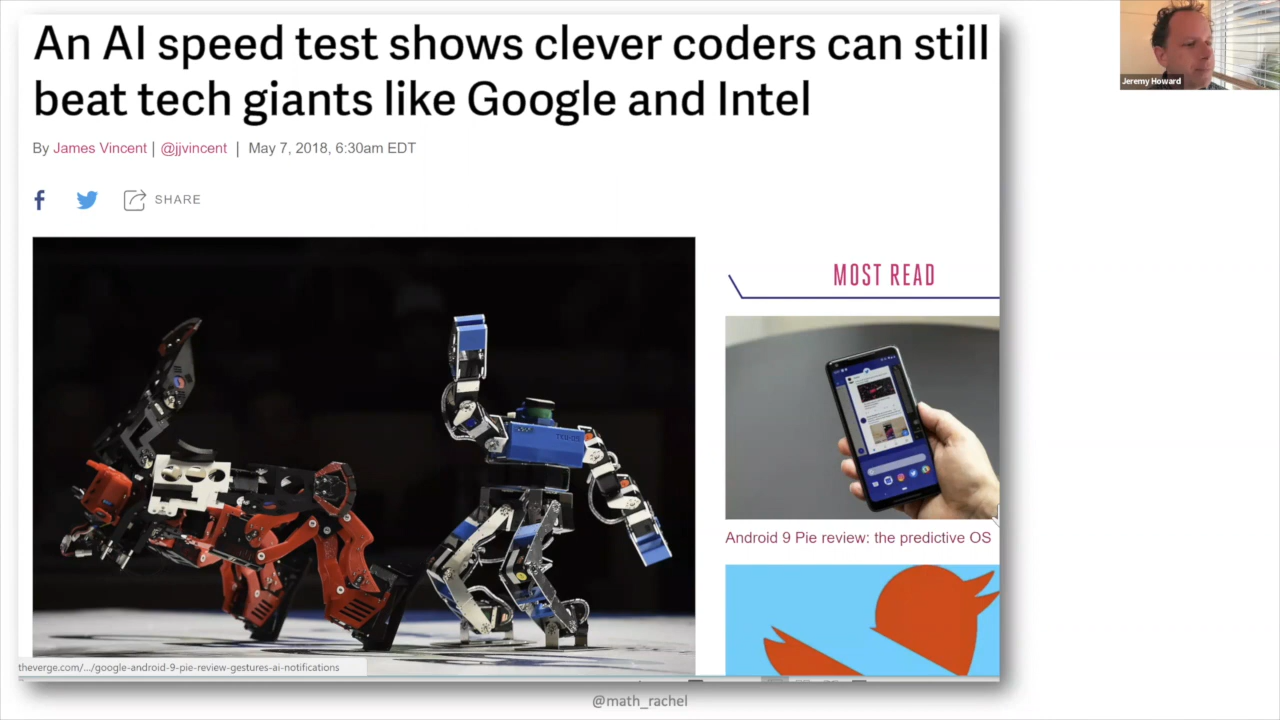 An AI speed test shows clever coders can still
beat tech giants like Google and Intel
Jeremy Howard
By James Vincent | @jjvincent | May 7, 2018, 6:30am EDT
SHARE
MOST READ
Android 9 Pie review: the predictive OS
theverge.com/.../google-android-9-pie-review-gestures-ai-notifications
@math_rachel